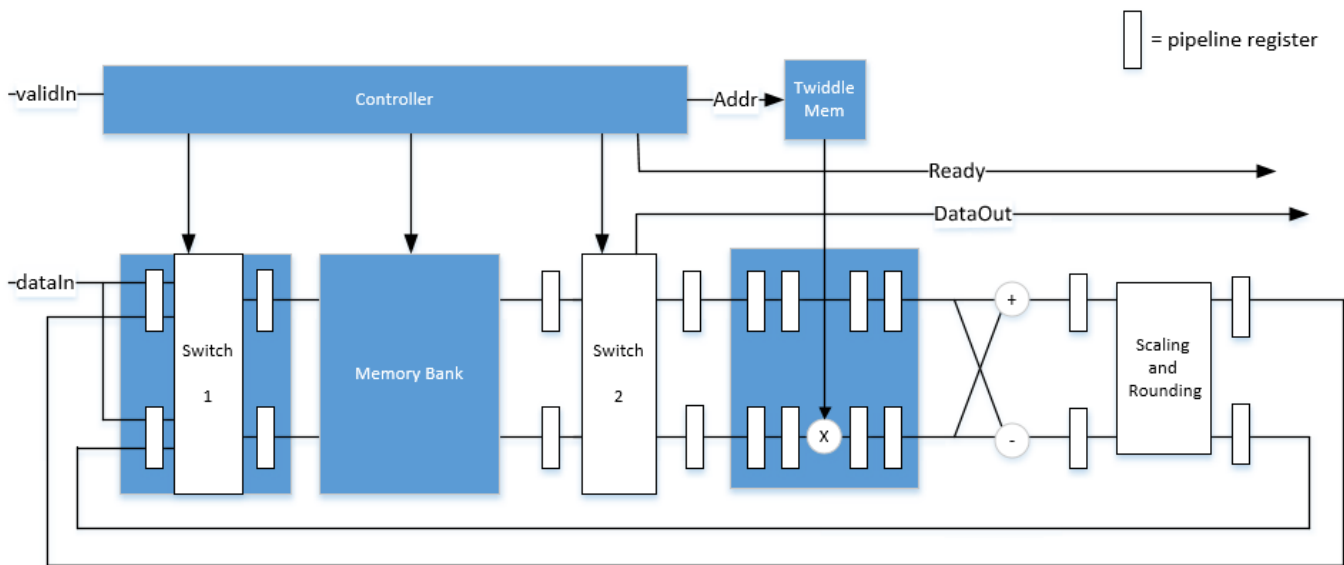 = pipeline register
validIn
Controller
Addr
Twiddle
Mem
Ready
DataOut
dataIn
Switch
1
Memory Bank
Switch
2
X
+
-
Scaling
and
Rounding